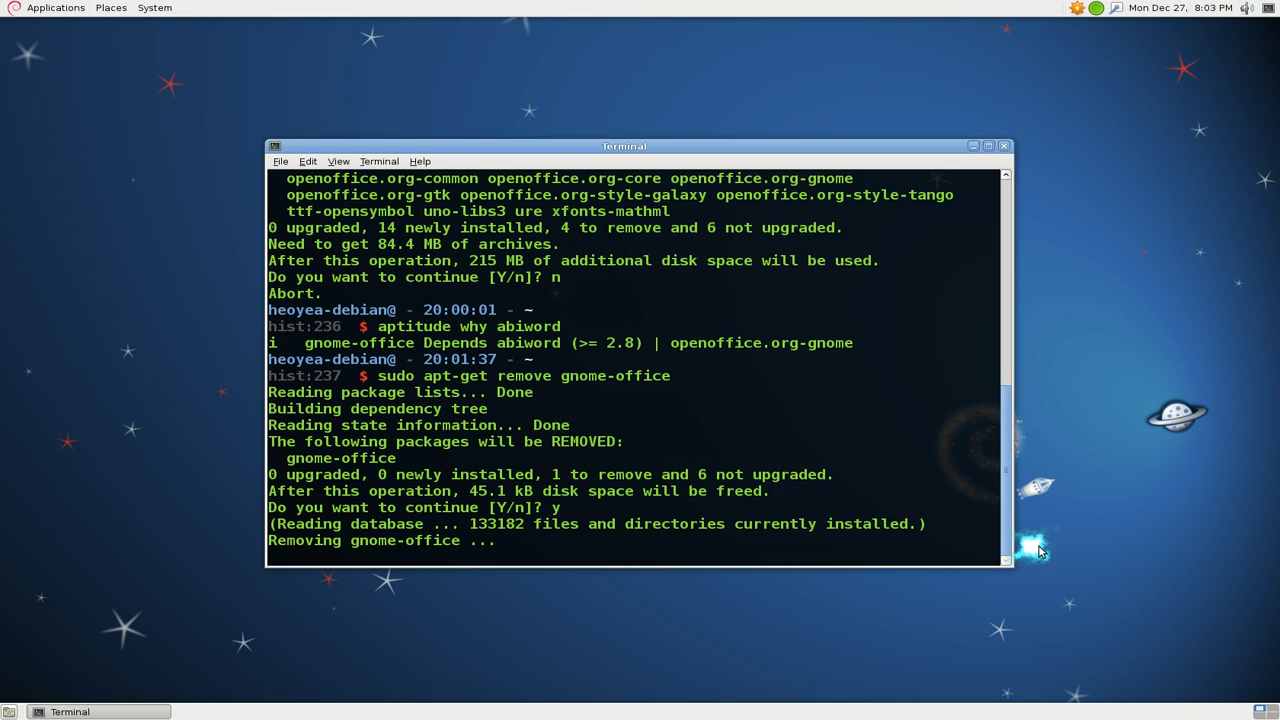 Applications Places System Mon Dec 27, 8:03 PM
Terminal
File Edit View Terminal Help
openoffice.org-common openoffice.org-core openoffice.org-gnome
openoffice.org-gtk openoffice.org-style-galaxy openoffice.org-style-tango
ttf-opensymbol uno-libs3 ure xfonts-mathml
0 upgraded, 14 newly installed, 4 to remove and 6 not upgraded.
Need to get 84.4 MB of archives.
After this operation, 215 MB of additional disk space will be used.
Do you want to continue [Y/n]? n
Abort.
heoyea-debian@ - 20:00:01 - ~
hist:236  $ aptitude why abiword
i   gnome-office Depends abiword (>= 2.8) | openoffice.org-gnome
heoyea-debian@ - 20:01:37 - ~
hist:237  $ sudo apt-get remove gnome-office
Reading package lists... Done
Building dependency tree
Reading state information... Done
The following packages will be REMOVED:
gnome-office
0 upgraded, 0 newly installed, 1 to remove and 6 not upgraded.
After this operation, 45.1 kB disk space will be freed.
Do you want to continue [Y/n]? y
(Reading database ... 133182 files and directories currently installed.)
Removing gnome-office ...
Terminal